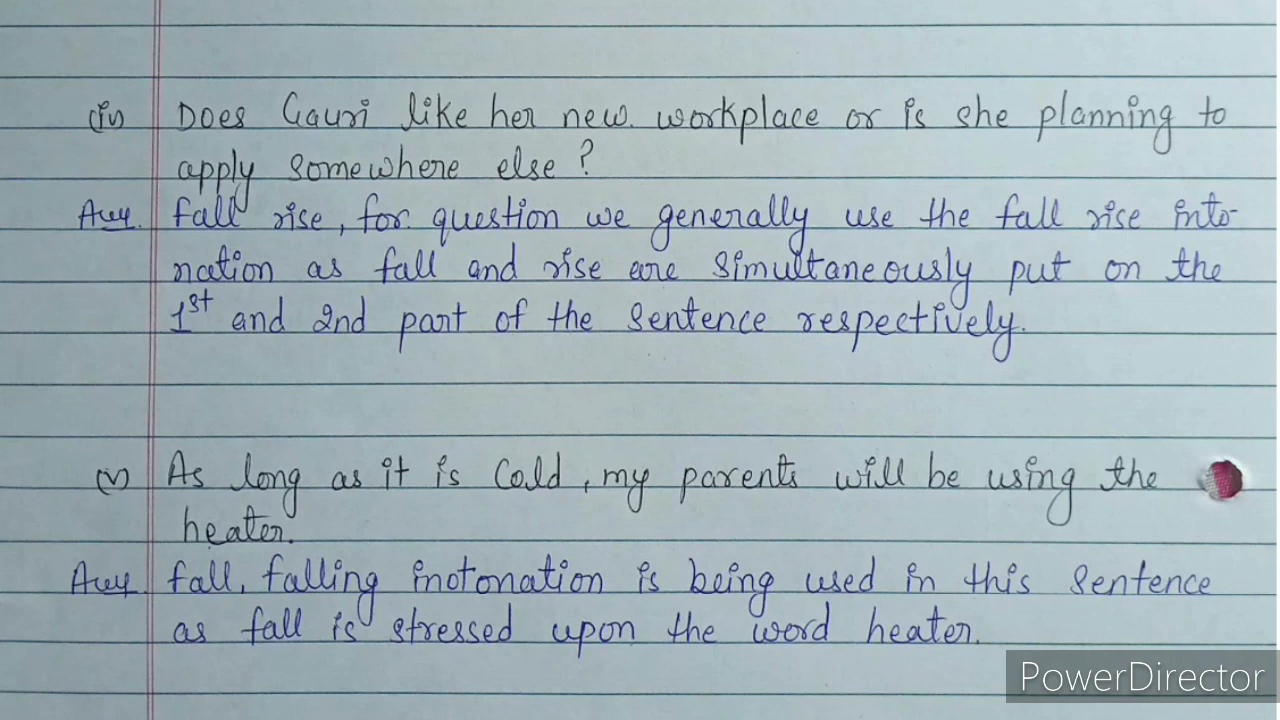 (iv) Does Gauri like her new workplace or is she planning to
apply somewhere else?
Ans. fall rise, for question we generally use the fall rise into-
nation as fall and rise are simultaneously put on the
1st and 2nd part of the sentence respectively.
(v) As long as it is Cold, my parents will be using the
heater.
Ans. fall, falling inotonation is being used in this sentence
as fall is stressed upon the word heater.
PowerDirector